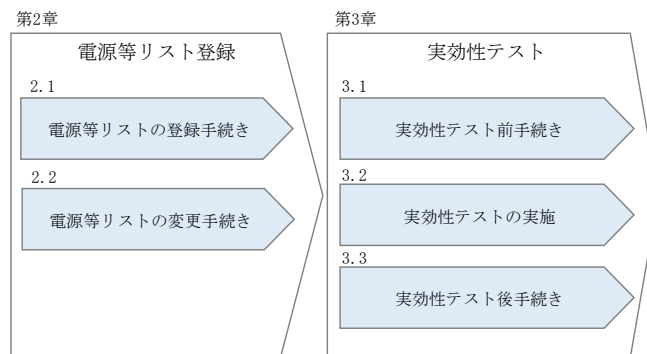 第2章
電源等リスト登録
2.1
電源等リストの登録手続き
2.2
電源等リストの変更手続き
第3章
実効性テスト
3.1
実効性テスト前手続き
3.2
実効性テストの実施
3.3
実効性テスト後手続き